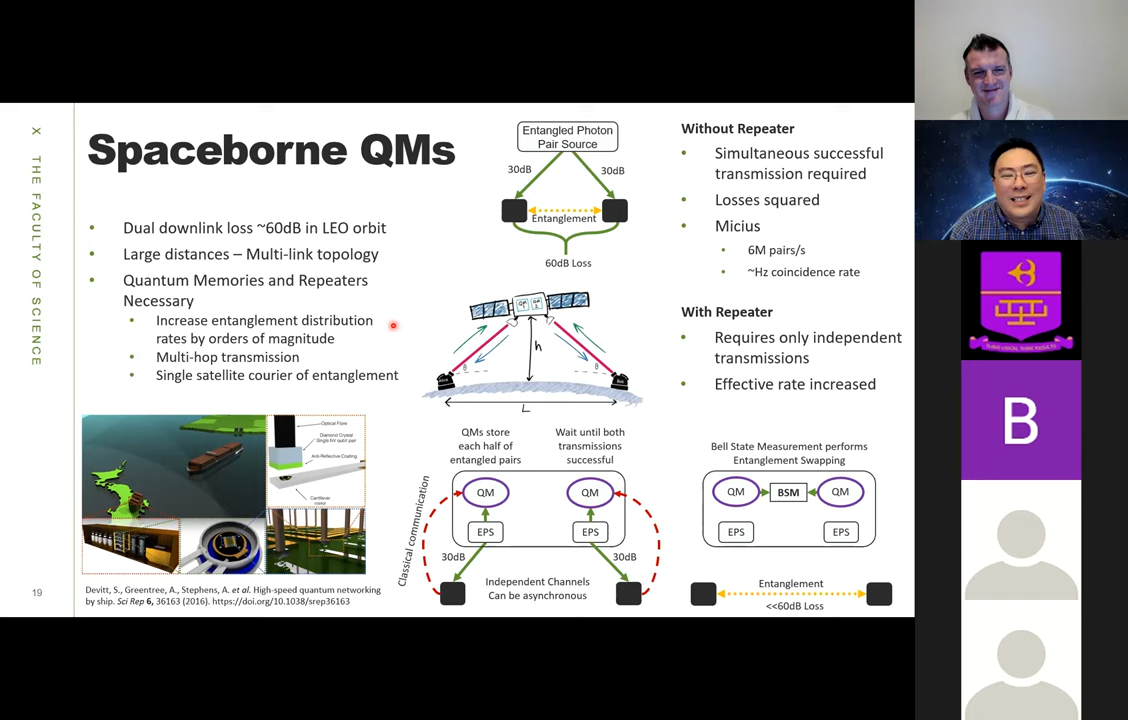 X THE FACULTY OF SCIENCE
Spaceborne QMs
• Dual downlink loss ~60dB in LEO orbit
• Large distances – Multi-link topology
• Quantum Memories and Repeaters
Necessary
• Increase entanglement distribution
rates by orders of magnitude
• Multi-hop transmission
• Single satellite courier of entanglement
Optical Fibre
Diamond Crystal
Single NV qubit pair
Anti-Reflective Coating
Cantilever
mirror
19
Devitt, S., Greentree, A., Stephens, A. et al. High-speed quantum networking
by ship. Sci Rep 6, 36163 (2016). https://doi.org/10.1038/srep36163
Entangled Photon
Pair Source
30dB
30dB
Entanglement
60dB Loss
h
θ
θ
Alice
Bob
L
QMs store
each half of
entangled pairs
Wait until both
transmissions
successful
QM
QM
EPS
EPS
Classical communication
30dB
30dB
Independent Channels
Can be asynchronous
Without Repeater
• Simultaneous successful
transmission required
• Losses squared
• Micius
• 6M pairs/s
• ~Hz coincidence rate
With Repeater
• Requires only independent
transmissions
• Effective rate increased
Bell State Measurement performs
Entanglement Swapping
QM
BSM
QM
EPS
EPS
Entanglement
<<60dB Loss
B